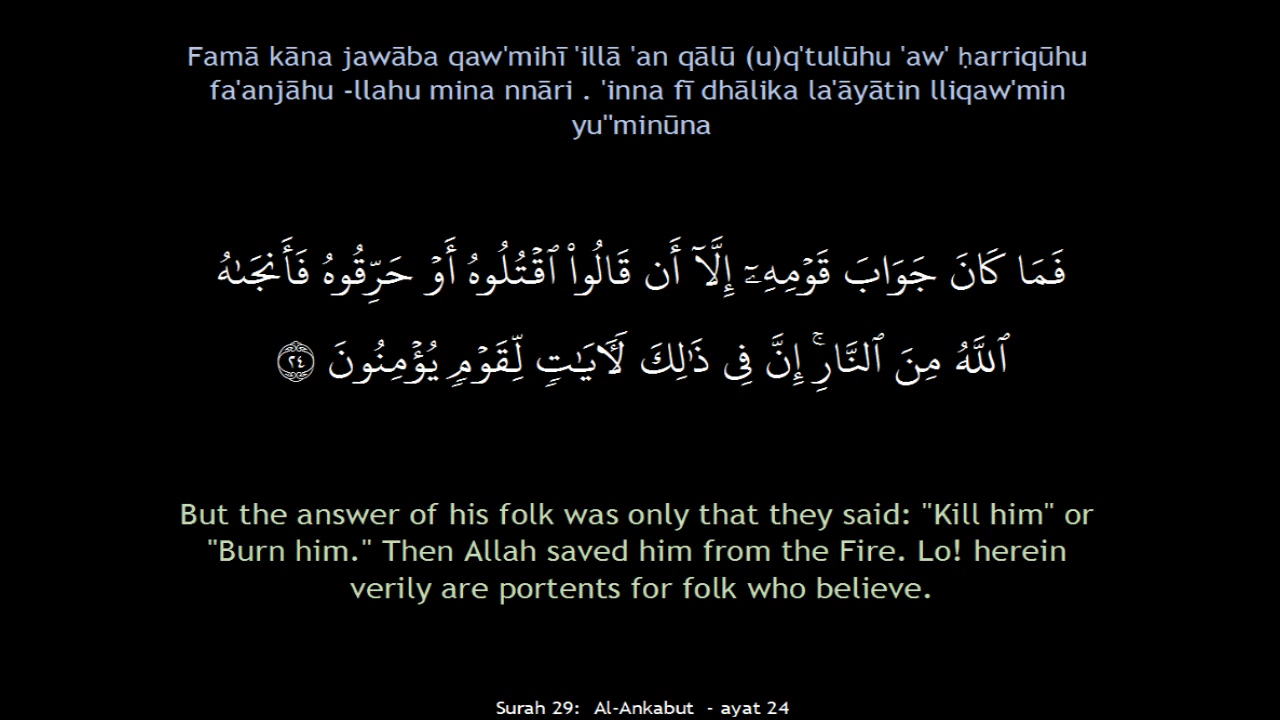 Famā kāna jawāba qaw'mihī 'illā 'an qālū (u)q'tulūhu 'aw' ḥarriqūhu
fa'anjāhu -llahu mina nnāri . 'inna fī dhālika la'āyātin lliqaw'min
yu''minūna
فَمَا كَانَ جَوَابَ قَوۡمِهِۦٓ إِلَّآ أَن قَالُواْ ٱقۡتُلُوهُ أَوۡ حَرِّقُوهُ فَأَنجَىٰهُ
ٱللَّهُ مِنَ ٱلنَّارِۚ إِنَّ فِي ذَٰلِكَ لَأٓيَٰتٖ لِّقَوۡمٖ يُؤۡمِنُونَ ٢٤
But the answer of his folk was only that they said: "Kill him" or
"Burn him." Then Allah saved him from the Fire. Lo! herein
verily are portents for folk who believe.
Surah 29: Al-Ankabut - ayat 24